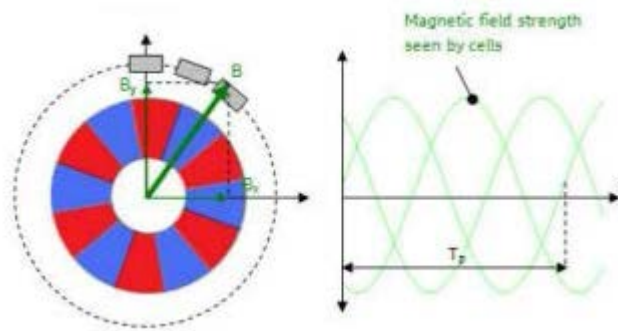 Magnetic field strength
seen by cells
B
By
Bx
Tp